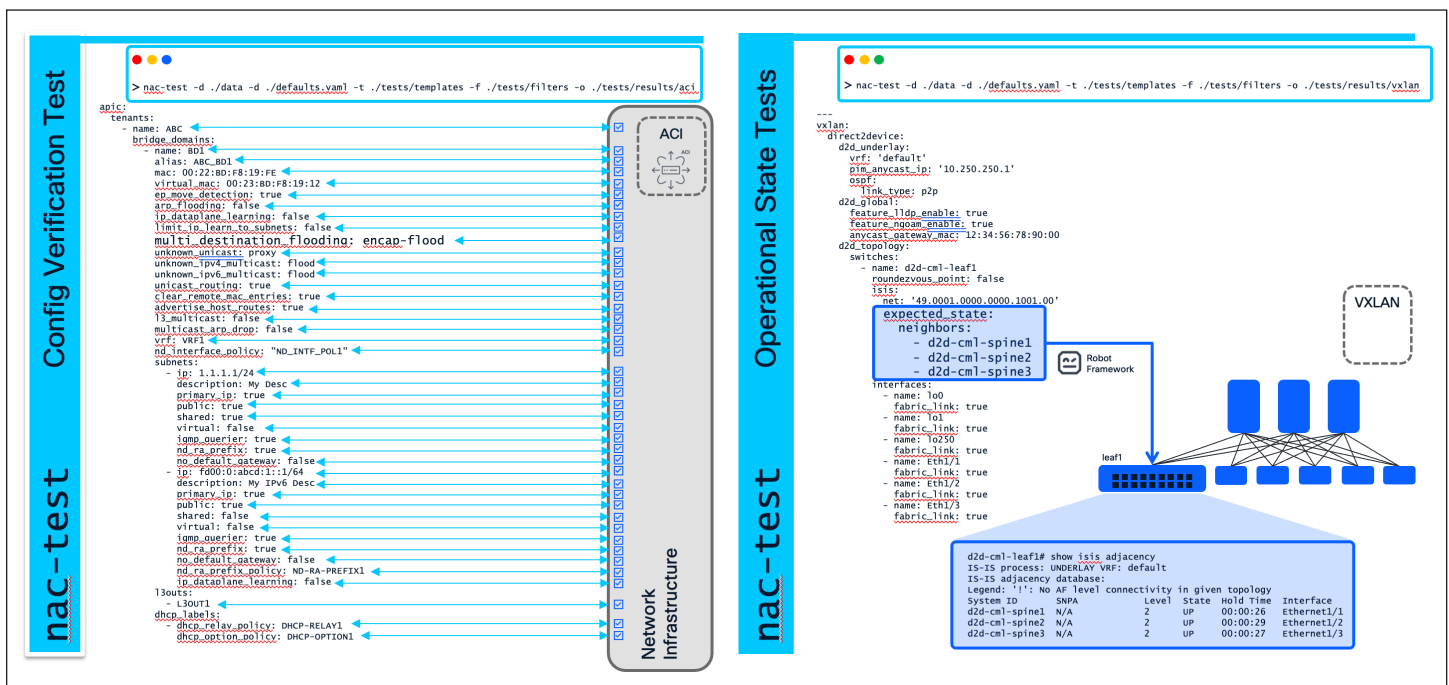 nac-test Config Verification Test
> nac-test -d ./data -d ./defaults.yaml -t ./tests/templates -f ./tests/filters -o ./tests/results/aci
apic:
tenants:
- name: ABC
bridge_domains:
- name: BD1
alias: ABC_BD1
mac: 00:22:BD:F8:19:FE
virtual_mac: 00:23:BD:F8:19:12
ep_move_detection: true
arp_flooding: false
ip_dataplane_learning: false
limit_ip_learn_to_subnets: false
multi_destination_flooding: encap-flood
unknown_unicast: proxy
unknown_ipv4_multicast: flood
unknown_ipv6_multicast: flood
unicast_routing: true
clear_remote_mac_entries: true
advertise_host_routes: true
l3_multicast: false
multicast_arp_drop: false
vrf: VRF1
nd_interface_policy: "ND_INTF_POL1"
subnets:
- ip: 1.1.1.1/24
description: My Desc
primary_ip: true
public: true
shared: true
virtual: false
igmp_querier: true
nd_ra_prefix: true
no_default_gateway: false
- ip: fd00:0:abcd:1::1/64
description: My IPv6 Desc
primary_ip: true
public: true
shared: false
virtual: false
igmp_querier: true
nd_ra_prefix: true
no_default_gateway: false
nd_ra_prefix_policy: ND-RA-PREFIX1
ip_dataplane_learning: false
l3outs:
- L3OUT1
dhcp_labels:
- dhcp_relay_policy: DHCP-RELAY1
dhcp_option_policy: DHCP-OPTION1
ACI
ACI
Network
Infrastructure
nac-test Operational State Tests
> nac-test -d ./data -d ./defaults.yaml -t ./tests/templates -f ./tests/filters -o ./tests/results/vxlan
---
vxlan:
direct2device:
d2d_underlay:
vrf: 'default'
pim_anycast_ip: '10.250.250.1'
ospf:
link_type: p2p
d2d_global:
feature_lldp_enable: true
feature_ngoam_enable: true
anycast_gateway_mac: 12:34:56:78:90:00
d2d_topology:
switches:
- name: d2d-cml-leaf1
roundezvous_point: false
isis:
net: '49.0001.0000.0000.1001.00'
expected_state:
neighbors:
- d2d-cml-spine1
- d2d-cml-spine2
- d2d-cml-spine3
interfaces:
- name: lo0
fabric_link: true
- name: lo1
fabric_link: true
- name: lo250
fabric_link: true
- name: Eth1/1
fabric_link: true
- name: Eth1/2
fabric_link: true
- name: Eth1/3
fabric_link: true
Robot
Framework
VXLAN
leaf1
d2d-cml-leaf1# show isis adjacency
IS-IS process: UNDERLAY VRF: default
IS-IS adjacency database:
Legend: '!': No AF level connectivity in given topology
System ID SNPA Level State Hold Time Interface
d2d-cml-spine1 N/A 2 UP 00:00:26 Ethernet1/1
d2d-cml-spine2 N/A 2 UP 00:00:29 Ethernet1/2
d2d-cml-spine3 N/A 2 UP 00:00:27 Ethernet1/3